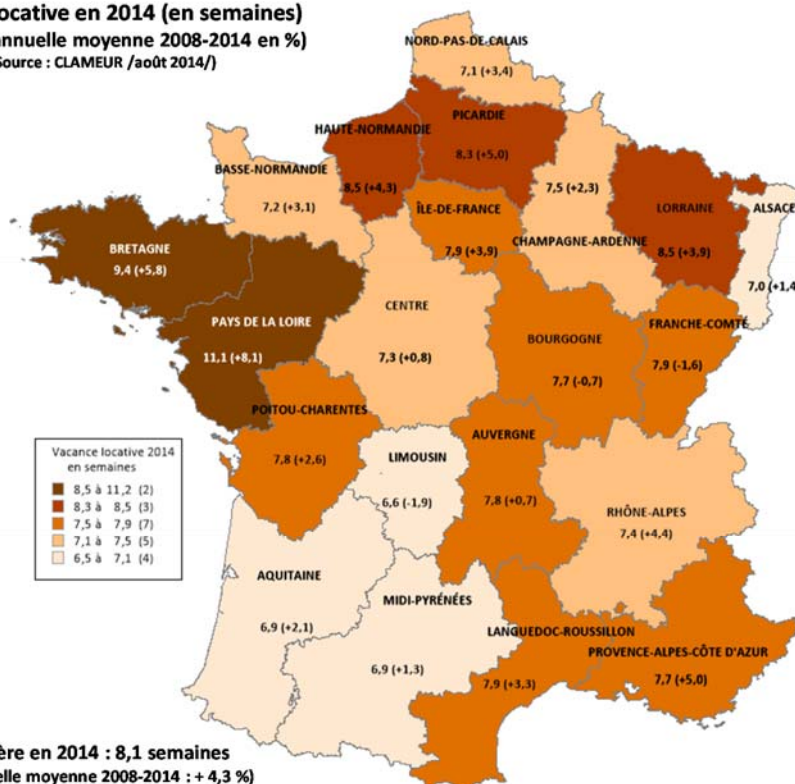 ocative en 2014 (en semaines)
nnuelle moyenne 2008-2014 en %)
Source : CLAMEUR /août 2014/)
NORD-PAS-DE-CALAIS
7,1 (+3,4)
HAUTE-NORMANDIE
8,5 (+4,3)
PICARDIE
8,3 (+5,0)
BASSE-NORMANDIE
7,2 (+3,1)
ÎLE-DE-FRANCE
7,9 (+3,9)
7,5 (+2,3)
CHAMPAGNE-ARDENNE
LORRAINE
8,5 (+3,9)
ALSACE
7,0 (+1,4
BRETAGNE
9,4 (+5,8)
PAYS DE LA LOIRE
11,1 (+8,1)
CENTRE
7,3 (+0,8)
BOURGOGNE
7,7 (-0,7)
FRANCHE-COMTÉ
7,9 (-1,6)
POITOU-CHARENTES
7,8 (+2,6)
LIMOUSIN
6,6 (-1,9)
AUVERGNE
7,8 (+0,7)
RHÔNE-ALPES
7,4 (+4,4)
Vacance locative 2014
en semaines
8,5 à 11,2 (2)
8,3 à 8,5 (3)
7,5 à 7,9 (7)
7,1 à 7,5 (5)
6,5 à 7,1 (4)
AQUITAINE
6,9 (+2,1)
MIDI-PYRÉNÉES
6,9 (+1,3)
LANGUEDOC-ROUSSILLON
7,9 (+3,3)
PROVENCE-ALPES-CÔTE D'AZUR
7,7 (+5,0)
ère en 2014 : 8,1 semaines
elle moyenne 2008-2014 : + 4,3 %)